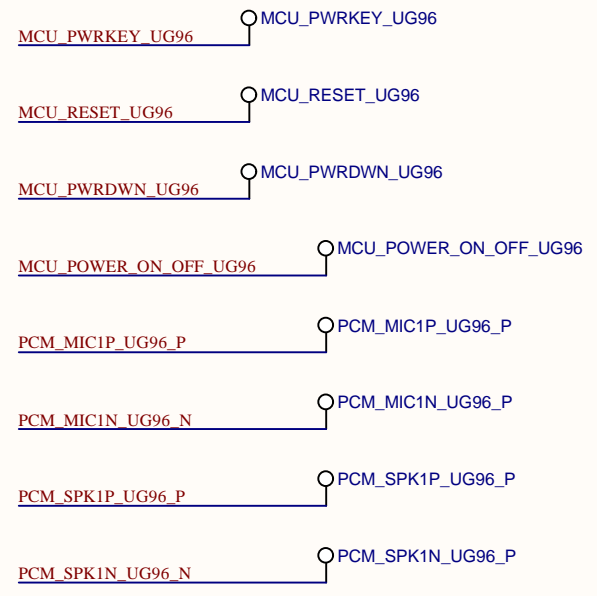 MCU_PWRKEY_UG96
MCU_PWRKEY_UG96
MCU_RESET_UG96
MCU_RESET_UG96
MCU_PWRDWN_UG96
MCU_PWRDWN_UG96
MCU_POWER_ON_OFF_UG96
MCU_POWER_ON_OFF_UG96
PCM_MIC1P_UG96_P
PCM_MIC1P_UG96_P
PCM_MIC1N_UG96_P
PCM_MIC1N_UG96_N
PCM_SPK1P_UG96_P
PCM_SPK1P_UG96_P
PCM_SPK1N_UG96_P
PCM_SPK1N_UG96_N